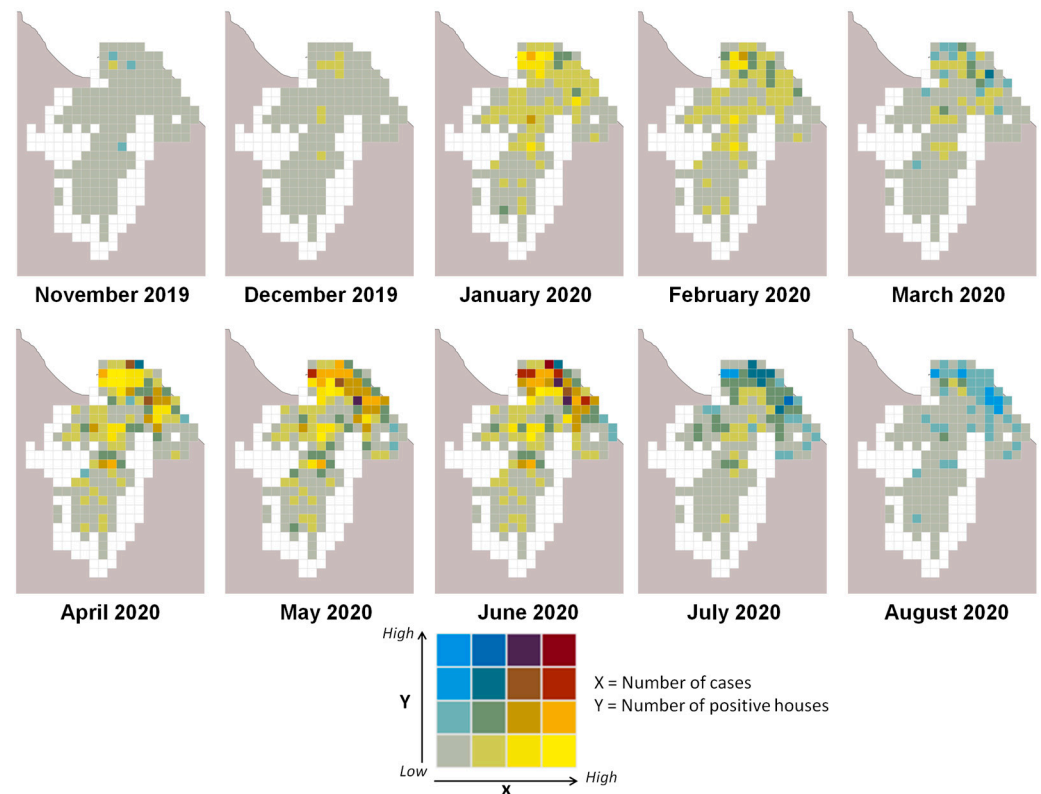 November 2019
December 2019
January 2020
February 2020
March 2020
April 2020
May 2020
June 2020
July 2020
August 2020
High
Y
X = Number of cases
Y = Number of positive houses
Low
High
X